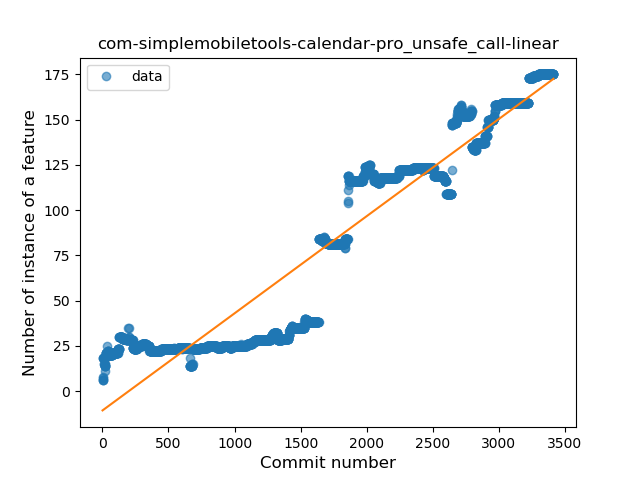 com-simplemobiletools-calendar-pro_unsafe_call-linear
data
Number of instance of a feature
175
150
125
100
75
50
25
0
0 500 1000 1500 2000 2500 3000 3500
Commit number